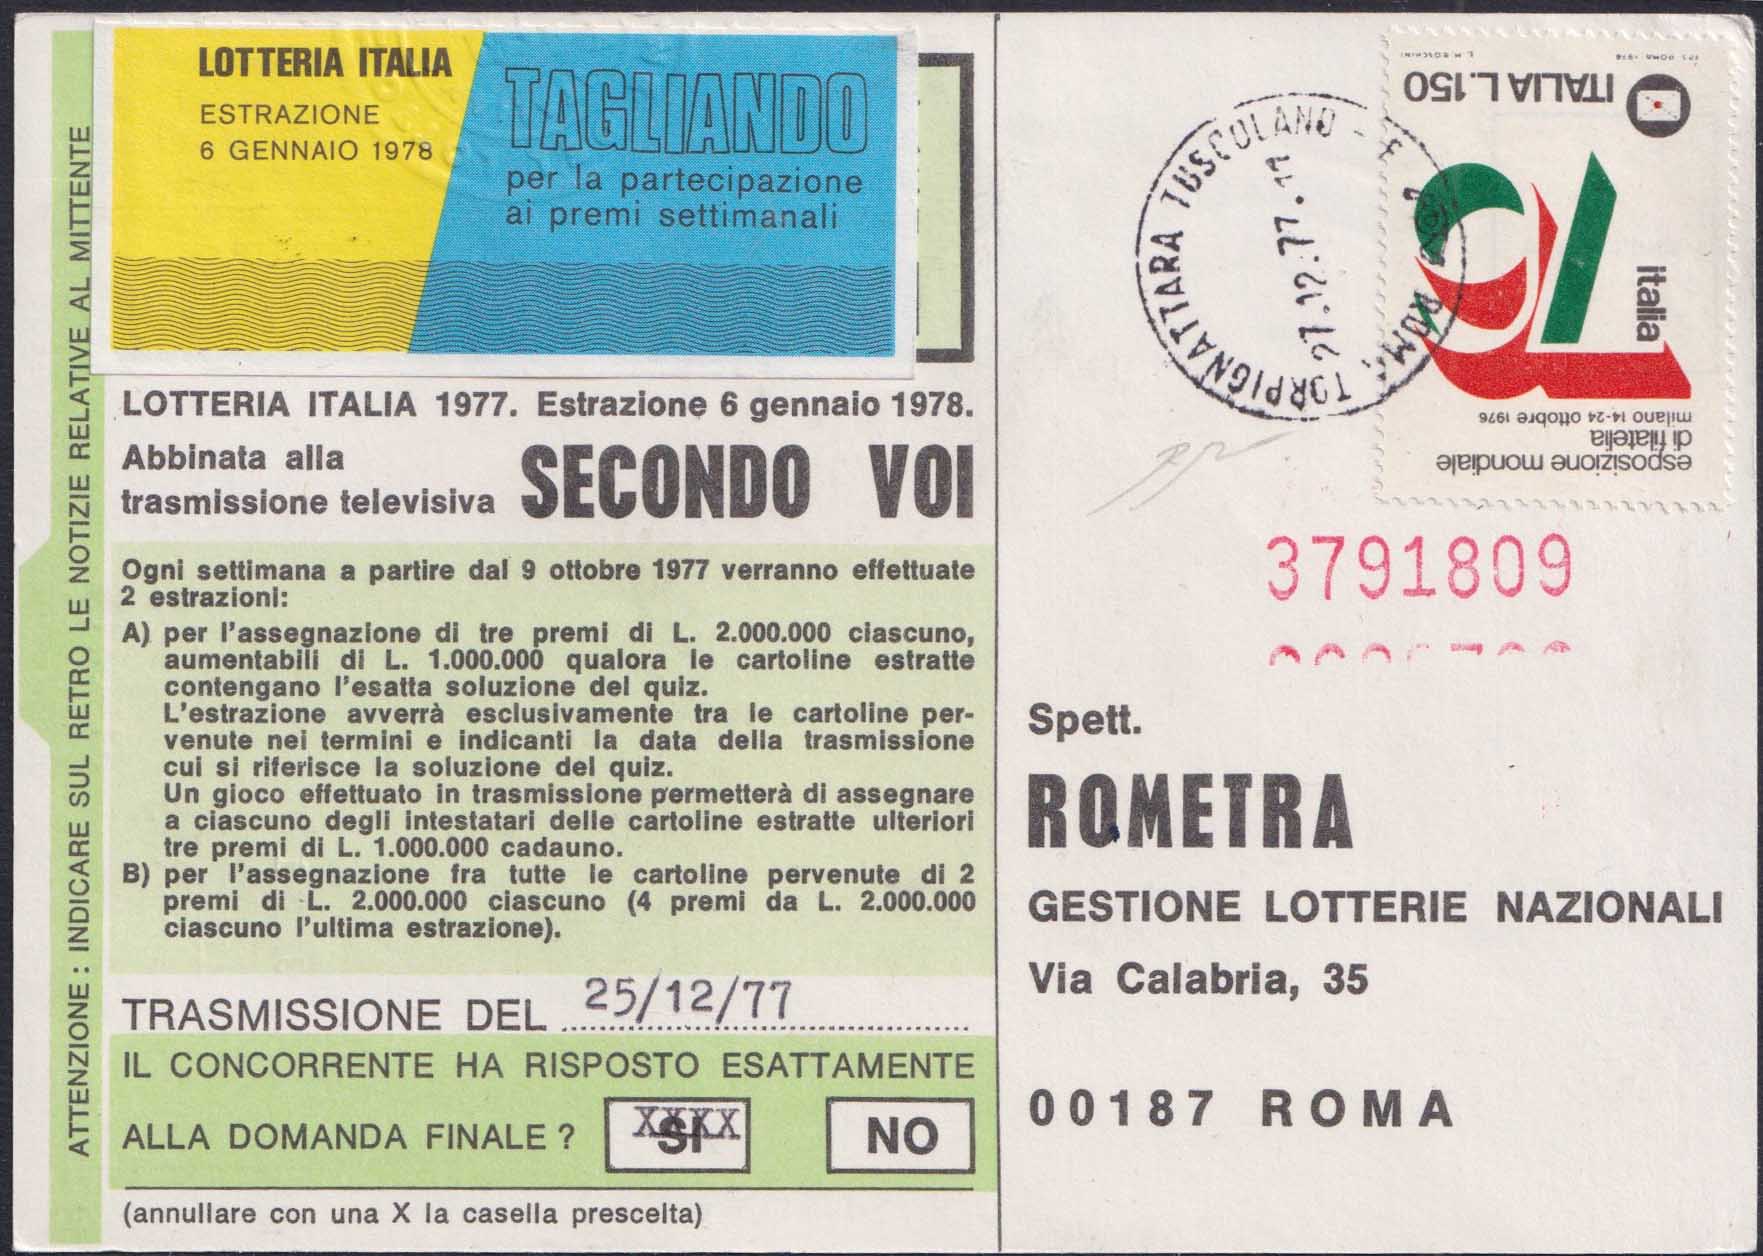 LOTTERIA ITALIA
ESTRAZIONE
6 GENNAIO 1978
TAGLIANDO
per la partecipazione
ai premi settimanali
ATTENZIONE: INDICARE SUL RETRO LE NOTIZIE RELATIVE AL MITTENTE
LOTTERIA ITALIA 1977. Estrazione 6 gennaio 1978.
Abbinata alla
trasmissione televisiva SECONDO VOI
Ogni settimana a partire dal 9 ottobre 1977 verranno effettuate
2 estrazioni:
A) per l'assegnazione di tre premi di L. 2.000.000 ciascuno,
aumentabili di L. 1.000.000 qualora le cartoline estratte
contengano l'esatta soluzione del quiz.
L'estrazione avverrà esclusivamente tra le cartoline per-
venute nei termini e indicanti la data della trasmissione
cui si riferisce la soluzione del quiz.
Un gioco effettuato in trasmissione permetterà di assegnare
a ciascuno degli intestatari delle cartoline estratte ulteriori
tre premi di L. 1.000.000 cadauno.
B) per l'assegnazione fra tutte le cartoline pervenute di 2
premi di L. 2.000.000 ciascuno (4 premi da L. 2.000.000
ciascuno l'ultima estrazione).
TRASMISSIONE DEL 25/12/77
IL CONCORRENTE HA RISPOSTO ESATTAMENTE
ALLA DOMANDA FINALE? XXXX SI NO
(annullare con una X la casella prescelta)
ROMA TORPIGNATTARA TUSCOLANO - E
27.12.77.11
esposizione mondiale
di filatelia
milano 14-24 ottobre 1976
italia
76
ITALIA L.150
I.P.S. ROMA - 1976
E.M. BOSCHINI
3791809
Spett.
ROMETRA
GESTIONE LOTTERIE NAZIONALI
Via Calabria, 35
00187 ROMA